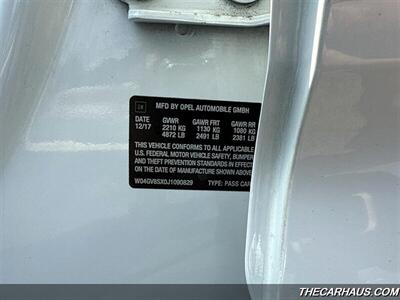 GM
MFD BY OPEL AUTOMOBILE GMBH
DATE GVWR GAWR FRT GAWR RR
12/17 2210 KG 1130 KG 1080 KG
4872 LB 2491 LB 2381 LB
THIS VEHICLE CONFORMS TO ALL APPLICABLE
U.S. FEDERAL MOTOR VEHICLE SAFETY, BUMPER
AND THEFT PREVENTION STANDARDS IN EFFECT
ON THE DATE OF MANUFACTURE SHOWN ABOVE
W04GV8SX0J1090829 TYPE: PASS CAR
THECARHAUS.COM